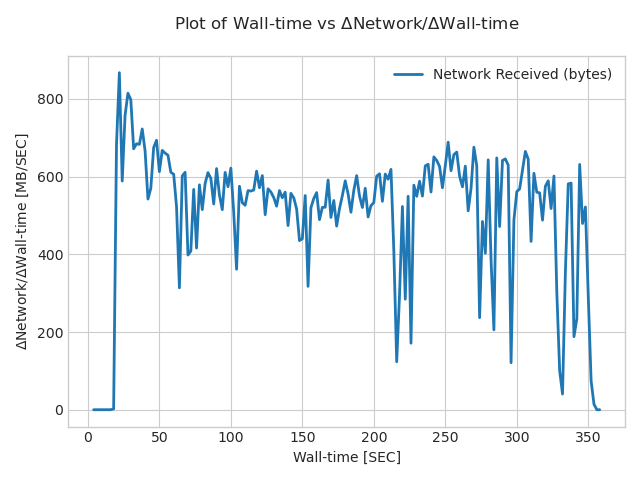 Plot of Wall-time vs ΔNetwork/ΔWall-time
Network Received (bytes)
ΔNetwork/ΔWall-time [MB/SEC]
800
600
400
200
0
0 50 100 150 200 250 300 350
Wall-time [SEC]